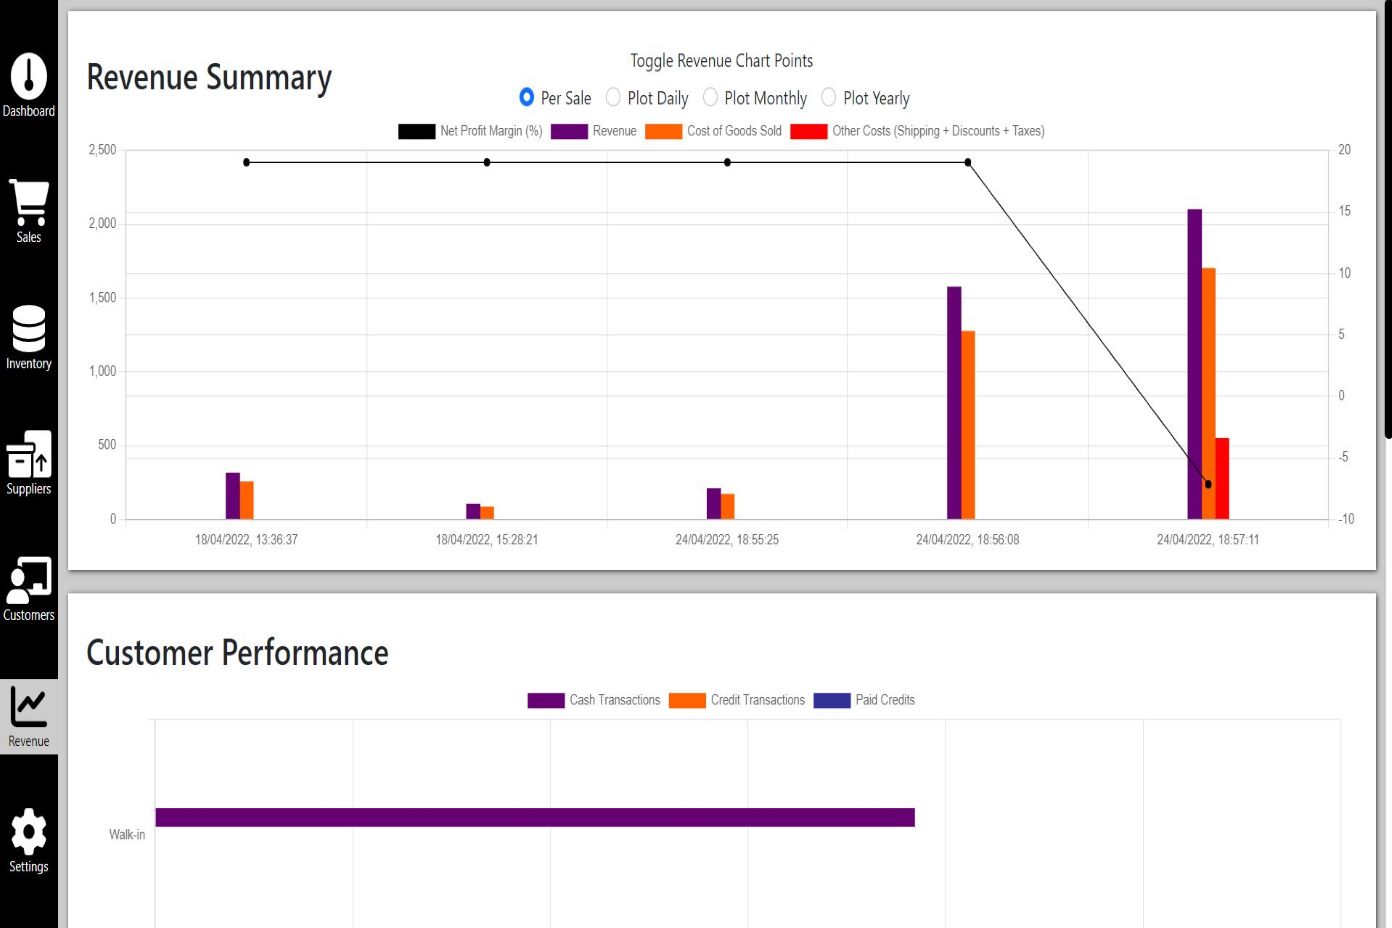 Dashboard
Sales
Inventory
Suppliers
Customers
Revenue
Settings
Revenue Summary
Toggle Revenue Chart Points
Per Sale Plot Daily Plot Monthly Plot Yearly
Net Profit Margin (%) Revenue Cost of Goods Sold Other Costs (Shipping + Discounts + Taxes)
2,500
2,000
1,500
1,000
500
0
20
15
10
5
0
-5
-10
18/04/2022, 13:36:37 18/04/2022, 15:28:21 24/04/2022, 18:55:25 24/04/2022, 18:56:08 24/04/2022, 18:57:11
Customer Performance
Cash Transactions Credit Transactions Paid Credits
Walk-in